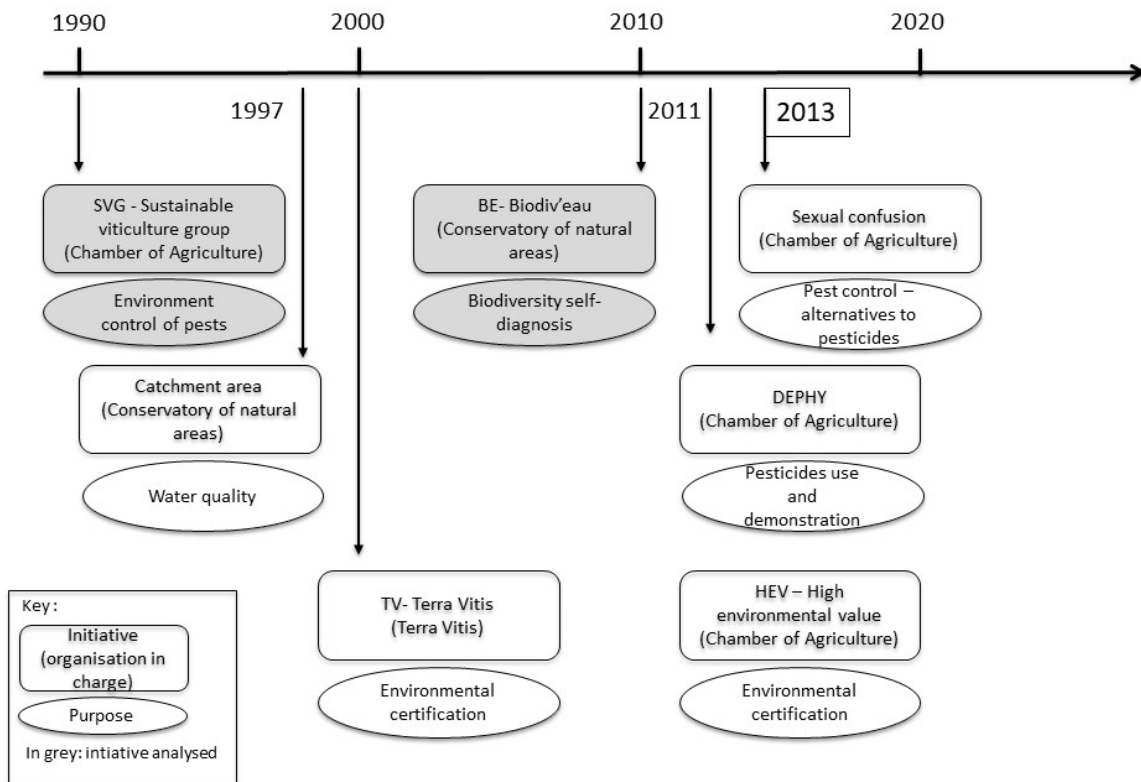 1990
2000
2010
2020
1997
2011
2013
SVG - Sustainable
viticulture group
(Chamber of Agriculture)
Environment
control of pests
BE- Biodiv'eau
(Conservatory of natural
areas)
Biodiversity self-
diagnosis
Sexual confusion
(Chamber of Agriculture)
Pest control –
alternatives to
pesticides
Catchment area
(Conservatory of natural
areas)
Water quality
DEPHY
(Chamber of Agriculture)
Pesticides use
and
demonstration
TV- Terra Vitis
(Terra Vitis)
Environmental
certification
HEV – High
environmental value
(Chamber of Agriculture)
Environmental
certification
Key :
Initiative
(organisation in
charge)
Purpose
In grey: intiative analysed